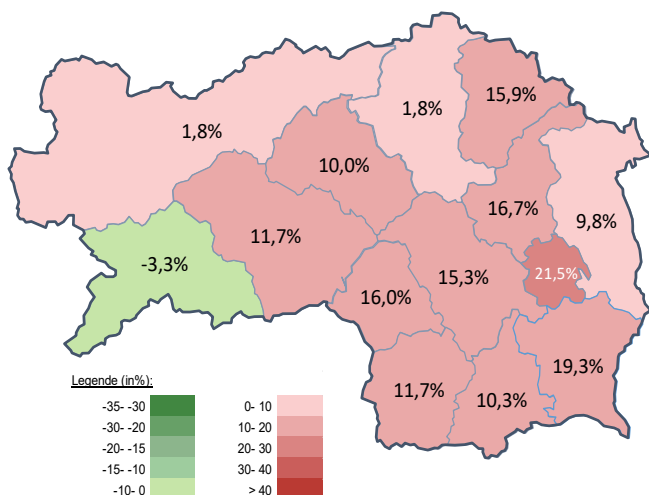 15,9%
1,8%
1,8%
10,0%
16,7%
9,8%
11,7%
-3,3%
15,3%
21,5%
16,0%
19,3%
11,7%
10,3%
Legende (in%):
-35- -30 0- 10
-30- -20 10- 20
-20- -15 20- 30
-15- -10 30- 40
-10- 0 > 40